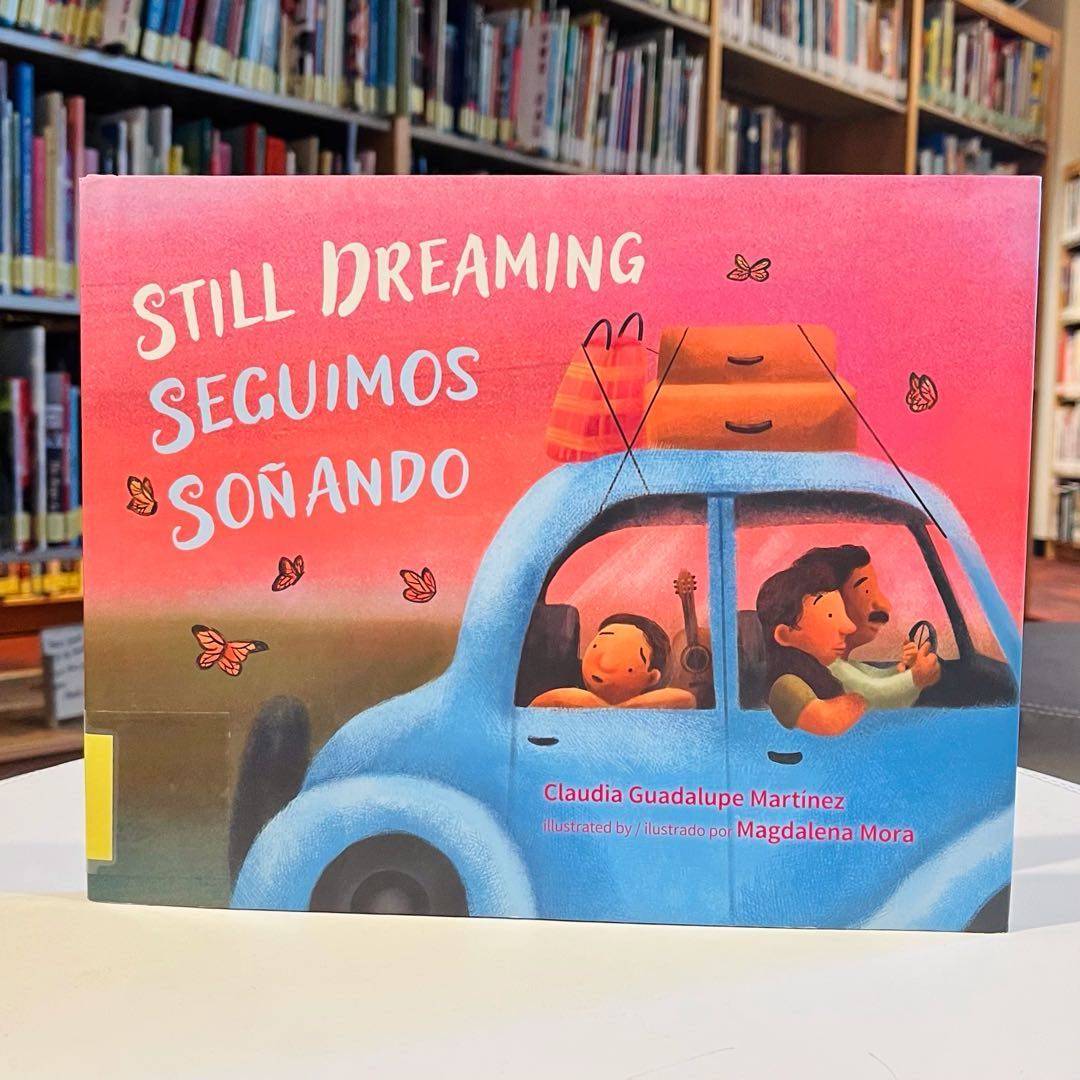 STILL DREAMING
SEGUIMOS
SOÑANDO
Claudia Guadalupe Martínez
illustrated by / ilustrado por Magdalena Mora